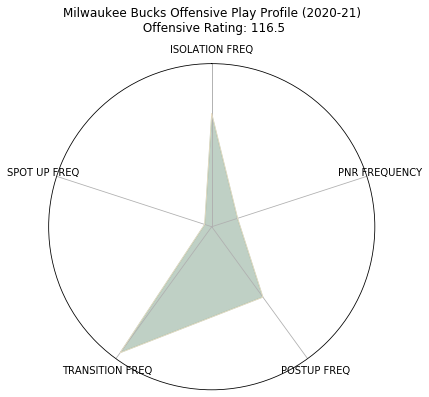 Milwaukee Bucks Offensive Play Profile (2020-21)
Offensive Rating: 116.5
ISOLATION FREQ
SPOT UP FREQ
PNR FREQUENCY
TRANSITION FREQ
POSTUP FREQ